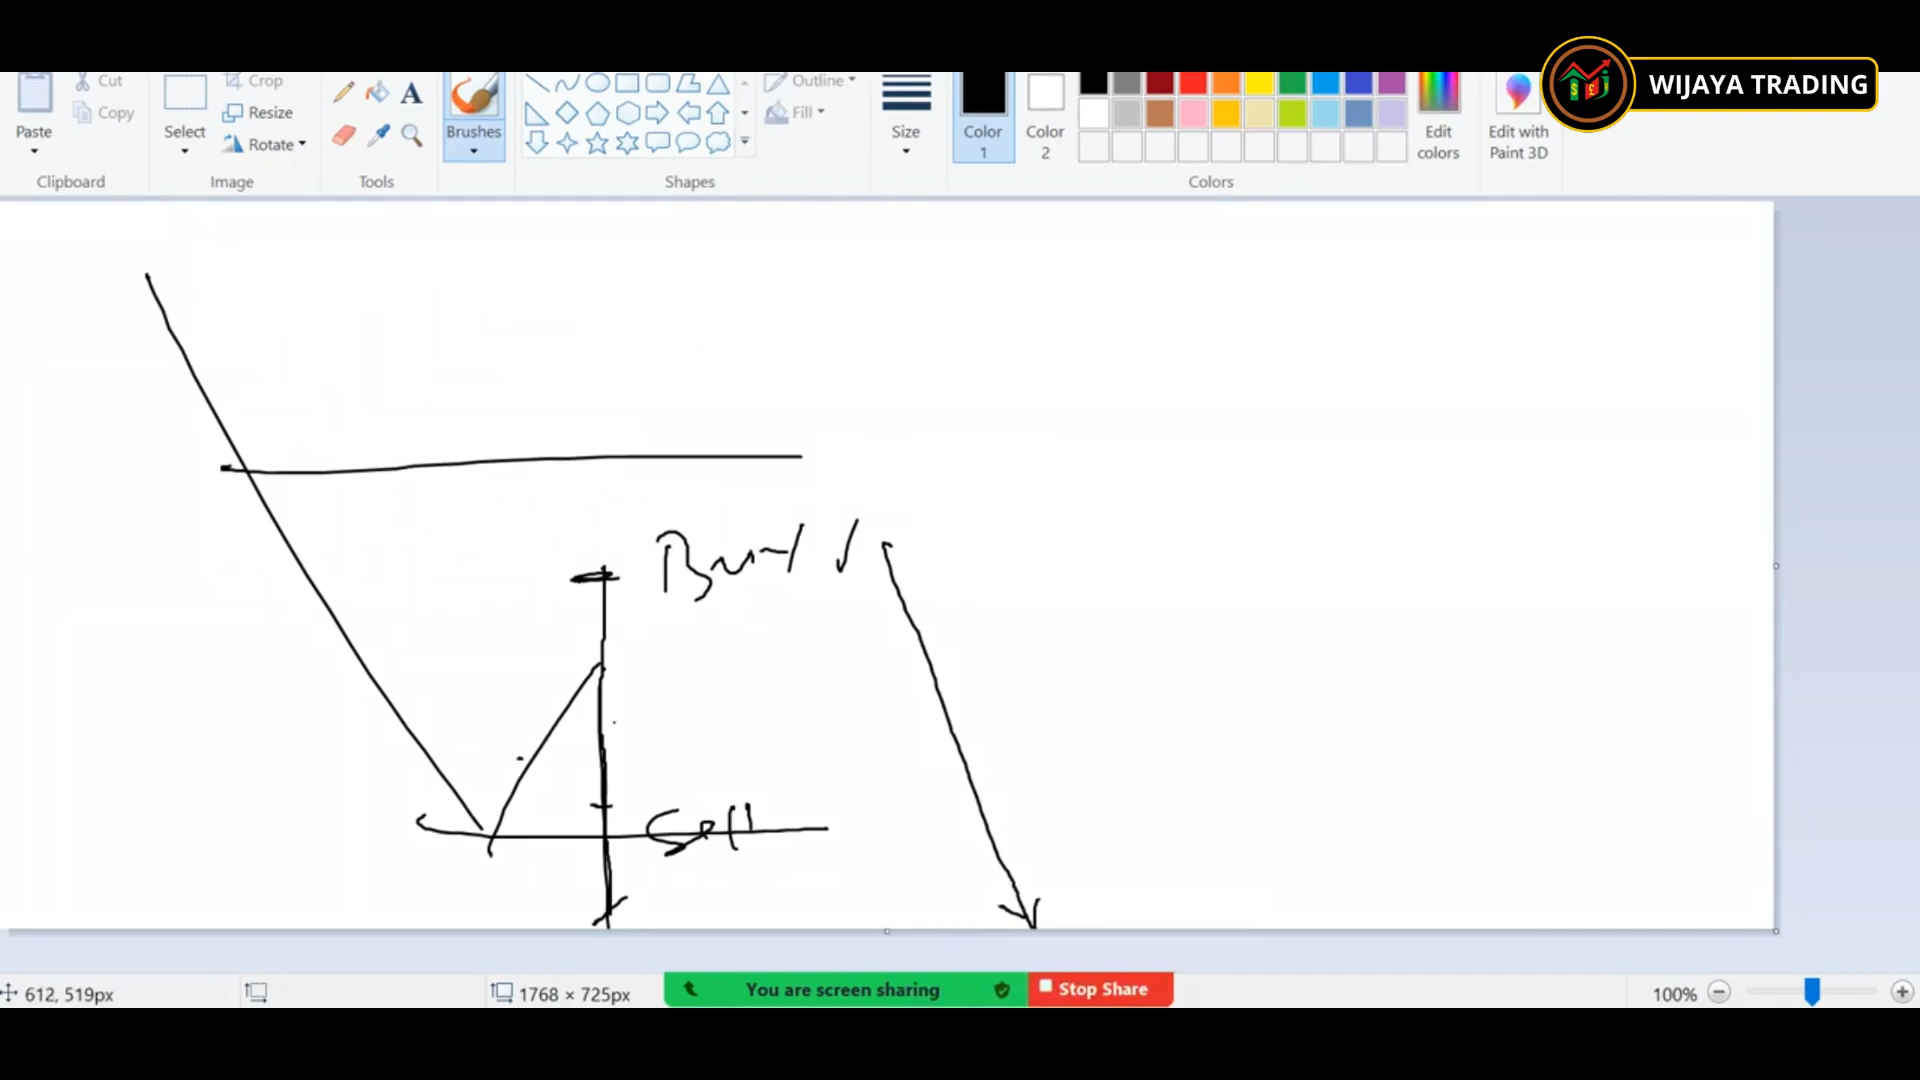 WIJAYA TRADING
Cut
Crop
Outline
Copy
Resize
Fill
Paste
Select
Rotate
Brushes
Size
Color
1
Color
2
Edit
colors
Edit with
Paint 3D
Clipboard
Image
Tools
Shapes
Colors
Sell
612, 519px
1768 × 725px
You are screen sharing
Stop Share
100%